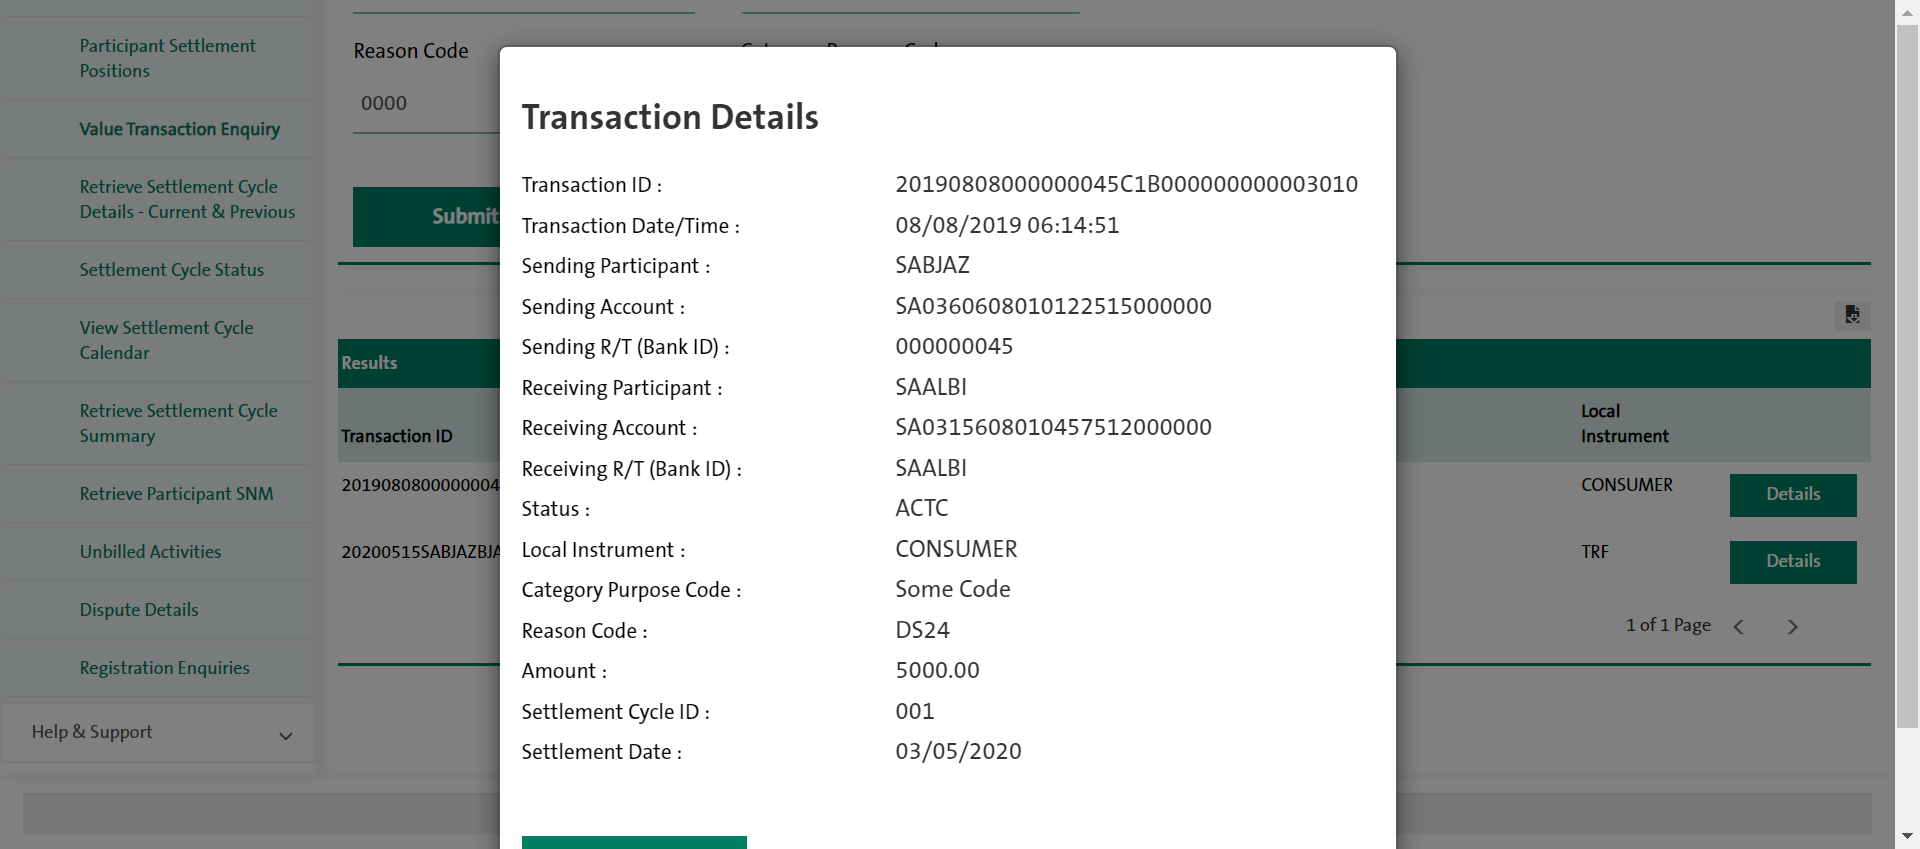 Participant Settlement
Positions
Value Transaction Enquiry
Retrieve Settlement Cycle
Details - Current & Previous
Settlement Cycle Status
View Settlement Cycle
Calendar
Retrieve Settlement Cycle
Summary
Retrieve Participant SNM
Unbilled Activities
Dispute Details
Registration Enquiries
Help & Support
Reason Code
0000
Submit
Results
Transaction ID
Local
Instrument
2019080800000004
CONSUMER
Details
20200515SABJAZBJA
TRF
Details
1 of 1 Page
Transaction Details
Transaction ID : 20190808000000045C1B000000000003010
Transaction Date/Time : 08/08/2019 06:14:51
Sending Participant : SABJAZ
Sending Account : SA0360608010122515000000
Sending R/T (Bank ID) : 000000045
Receiving Participant : SAALBI
Receiving Account : SA0315608010457512000000
Receiving R/T (Bank ID) : SAALBI
Status : ACTC
Local Instrument : CONSUMER
Category Purpose Code : Some Code
Reason Code : DS24
Amount : 5000.00
Settlement Cycle ID : 001
Settlement Date : 03/05/2020